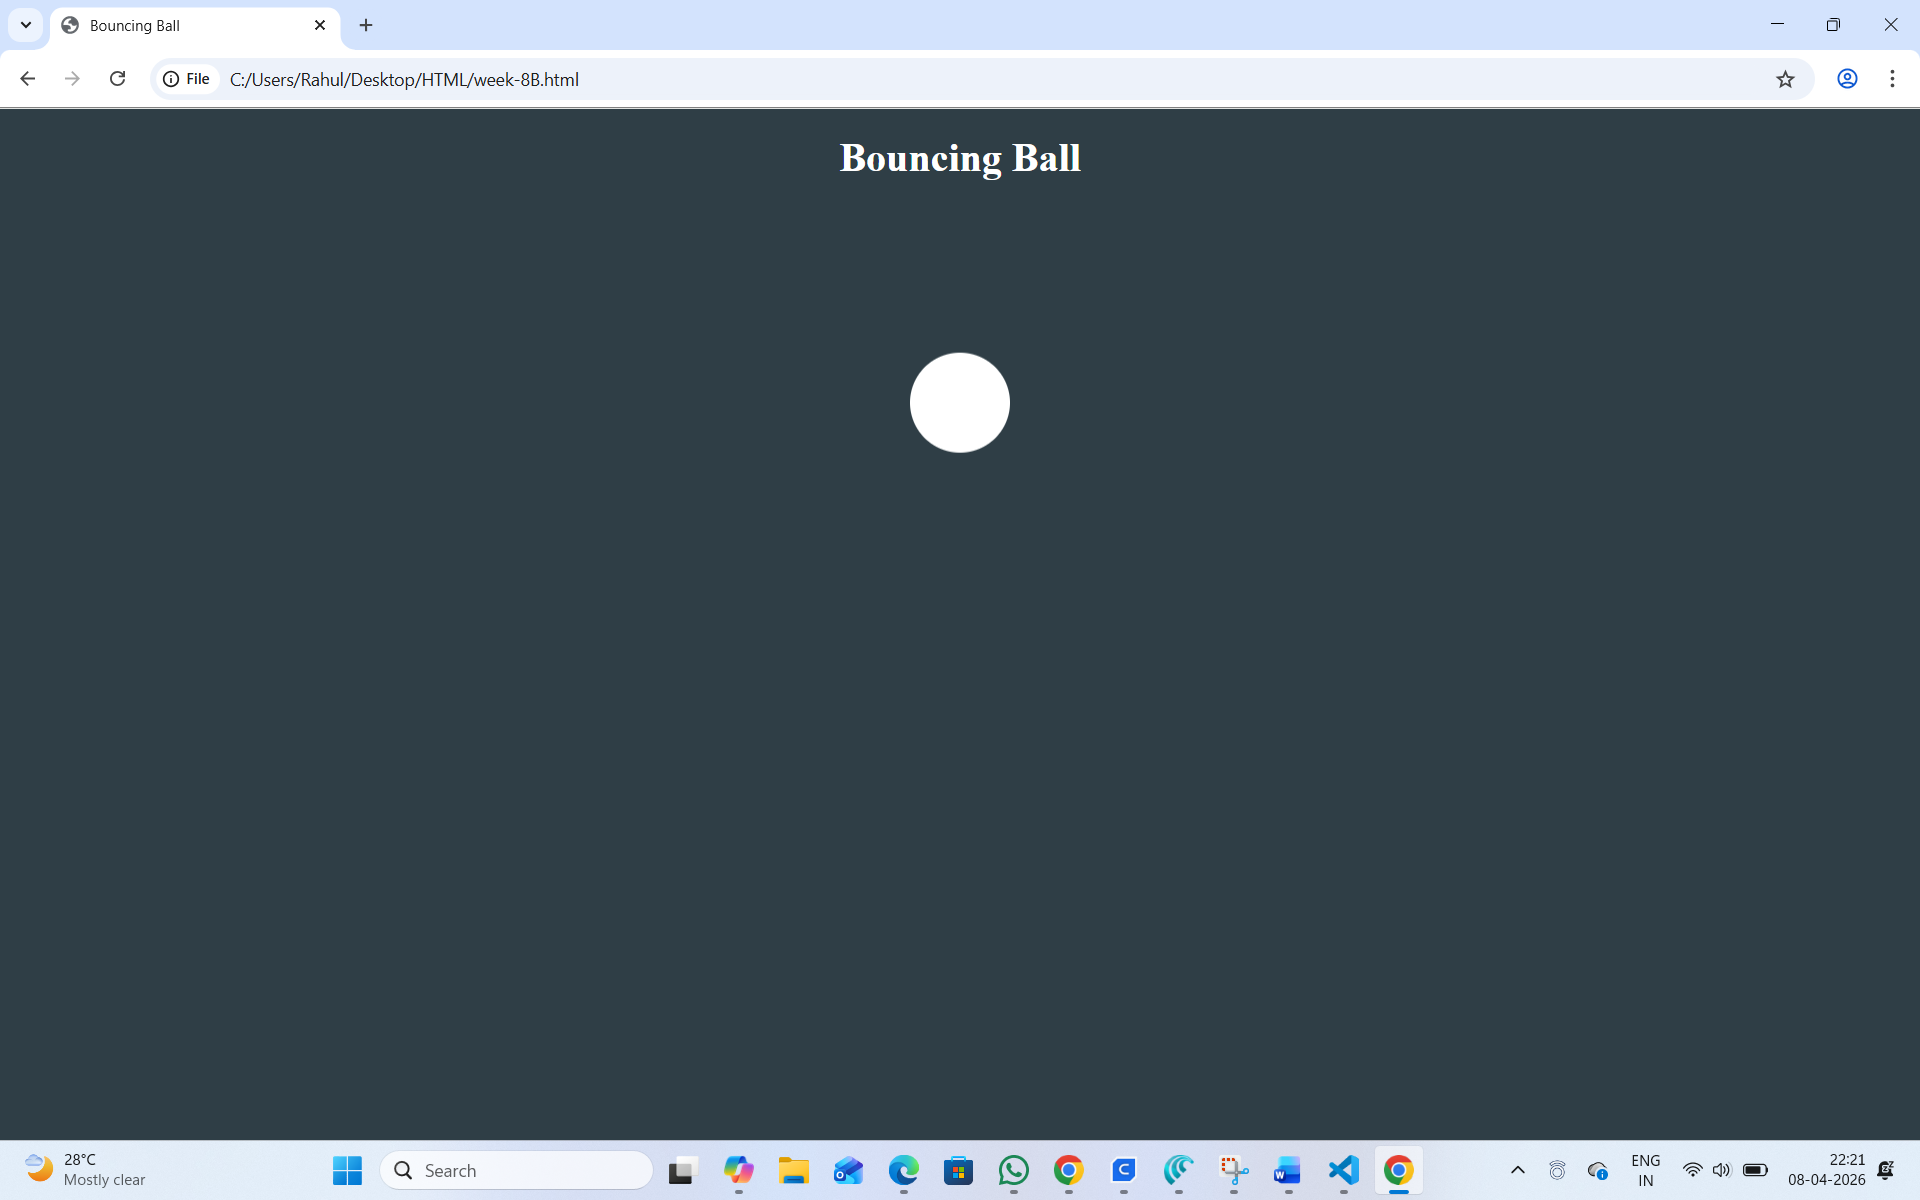 Bouncing Ball
File C:/Users/Rahul/Desktop/HTML/week-8B.html
Bouncing Ball
28°C
Mostly clear
Search
ENG
IN
22:21
08-04-2026